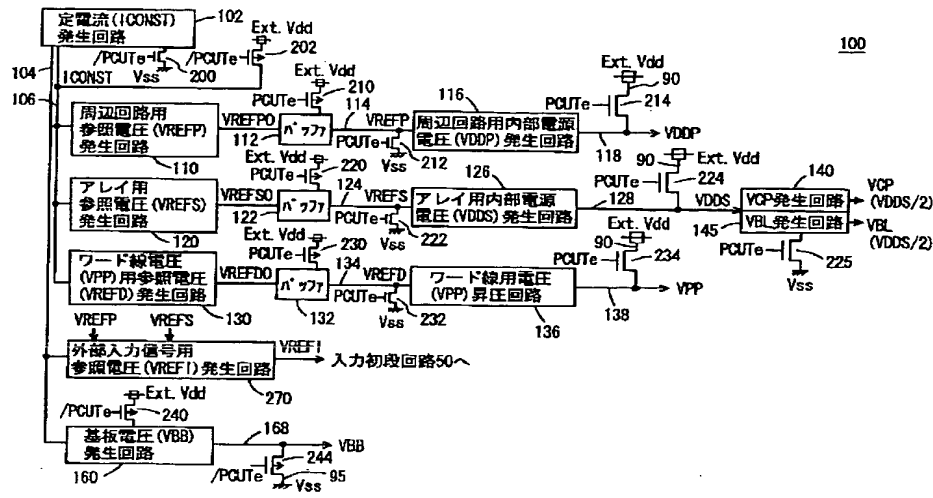 100
定電流(ICONST)
発生回路
102
104
106
ICONST
/PCUTe
Vss
200
/PCUTe
Ext.Vdd
202
周辺回路用
参照電圧(VREFP)
発生回路
110
VREFPO
Ext.Vdd
PCUTe
210
バッファ
112
114
VREFP
PCUTe
Vss
212
116
周辺回路用内部電源
電圧(VDDP)発生回路
Ext.Vdd
90
PCUTe
214
118
VDDP
アレイ用
参照電圧(VREFS)
発生回路
120
VREFSO
Ext.Vdd
PCUTe
220
バッファ
122
124
VREFS
PCUTe
Vss
222
126
アレイ用内部電源
電圧(VDDS)発生回路
128
Ext.Vdd
90
PCUTe
224
VDDS
140
VCP発生回路
VCP
(VDDS/2)
145
VBL発生回路
VBL
(VDDS/2)
PCUTe
225
Vss
ワード線電圧
(VPP)用参照電圧
(VREFD)発生回路
130
VREFDO
Ext.Vdd
PCUTe
230
バッファ
132
134
VREFD
PCUTe
Vss
232
ワード線用電圧
(VPP)昇圧回路
136
Ext.Vdd
90
PCUTe
234
138
VPP
VREFP
VREFS
外部入力信号用
参照電圧(VREFI)発生回路
270
VREFI
入力初段回路50へ
Ext.Vdd
/PCUTe
240
基板電圧(VBB)
発生回路
160
168
VBB
/PCUTe
244
95
Vss